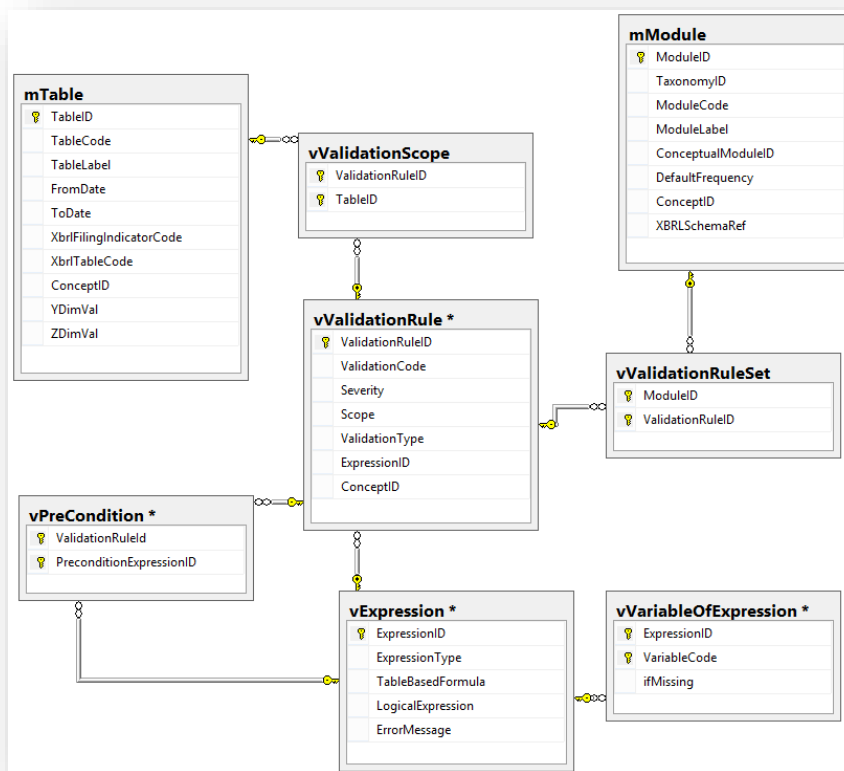 mModule
ModuleID
TaxonomyID
ModuleCode
ModuleLabel
ConceptualModuleID
DefaultFrequency
ConceptID
XBRLSchemaRef
mTable
TableID
TableCode
TableLabel
FromDate
ToDate
XbrlFilingIndicatorCode
XbrlTableCode
ConceptID
YDimVal
ZDimVal
vValidationScope
ValidationRuleID
TableID
vValidationRule *
ValidationRuleID
ValidationCode
Severity
Scope
ValidationType
ExpressionID
ConceptID
vValidationRuleSet
ModuleID
ValidationRuleID
vPreCondition *
ValidationRuleId
PreconditionExpressionID
vExpression *
ExpressionID
ExpressionType
TableBasedFormula
LogicalExpression
ErrorMessage
vVariableOfExpression *
ExpressionID
VariableCode
ifMissing